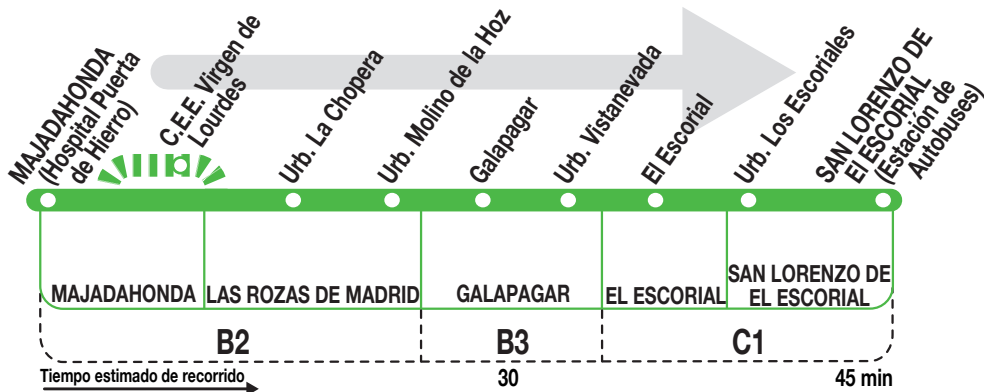 MAJADAHONDA
(Hospital Puerta
de Hierro)
C.E.E. Virgen de
Lourdes
Urb. La Chopera
Urb. Molino de la Hoz
Galapagar
Urb. Vistanevada
El Escorial
Urb. Los Escoriales
SAN LORENZO DE
El ESCORIAL
(Estación de
Autobuses)
MAJADAHONDA
LAS ROZAS DE MADRID
GALAPAGAR
EL ESCORIAL
SAN LORENZO DE
EL ESCORIAL
B2
B3
C1
Tiempo estimado de recorrido
30
45 min